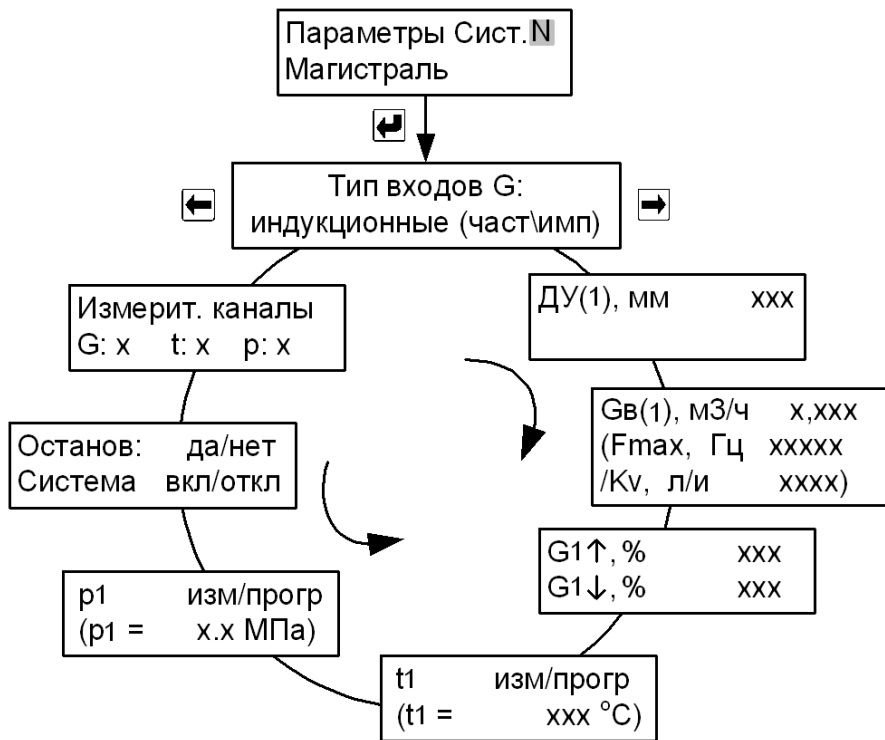 Параметры Сист.N
Магистраль
Тип входов G:
индукционные (част\имп)
ДУ(1), мм xxx
Измерит. каналы
G: x t: x p: x
Gв(1), м3/ч x,xxx
(Fmax, Гц xxxxx
/Kv, л/и xxxx)
Останов: да/нет
Система вкл/откл
G1↑,% xxx
G1↓,% xxx
p1 изм/прогр
(p1 = x.x МПа)
t1 изм/прогр
(t1 = xxx °C)